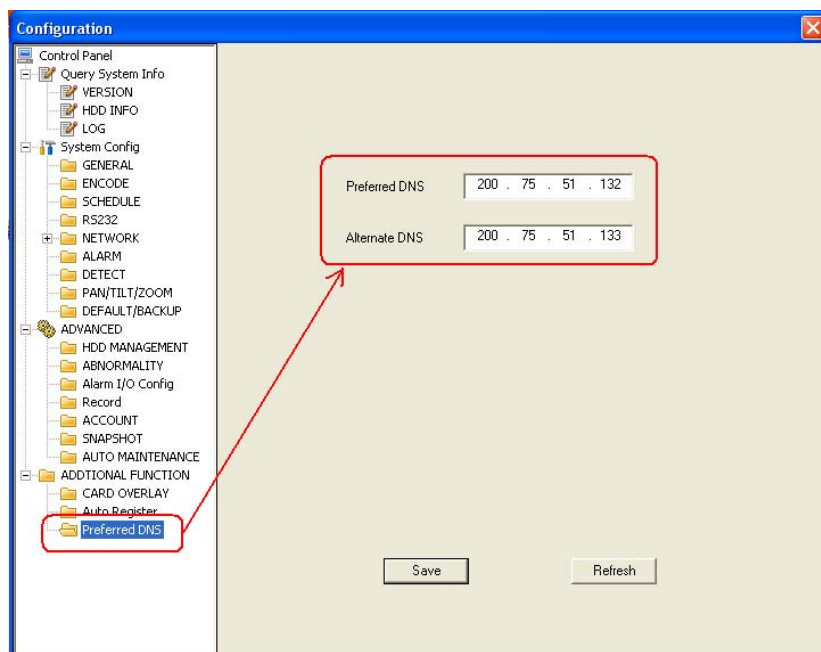 Configuration
Control Panel
Query System Info
VERSION
HDD INFO
LOG
System Config
GENERAL
ENCODE
SCHEDULE
RS232
NETWORK
ALARM
DETECT
PAN/TILT/ZOOM
DEFAULT/BACKUP
ADVANCED
HDD MANAGEMENT
ABNORMALITY
Alarm I/O Config
Record
ACCOUNT
SNAPSHOT
AUTO MAINTENANCE
ADDTIONAL FUNCTION
CARD OVERLAY
Auto Register
Preferred DNS
Preferred DNS 200 . 75 . 51 . 132
Alternate DNS 200 . 75 . 51 . 133
Save Refresh